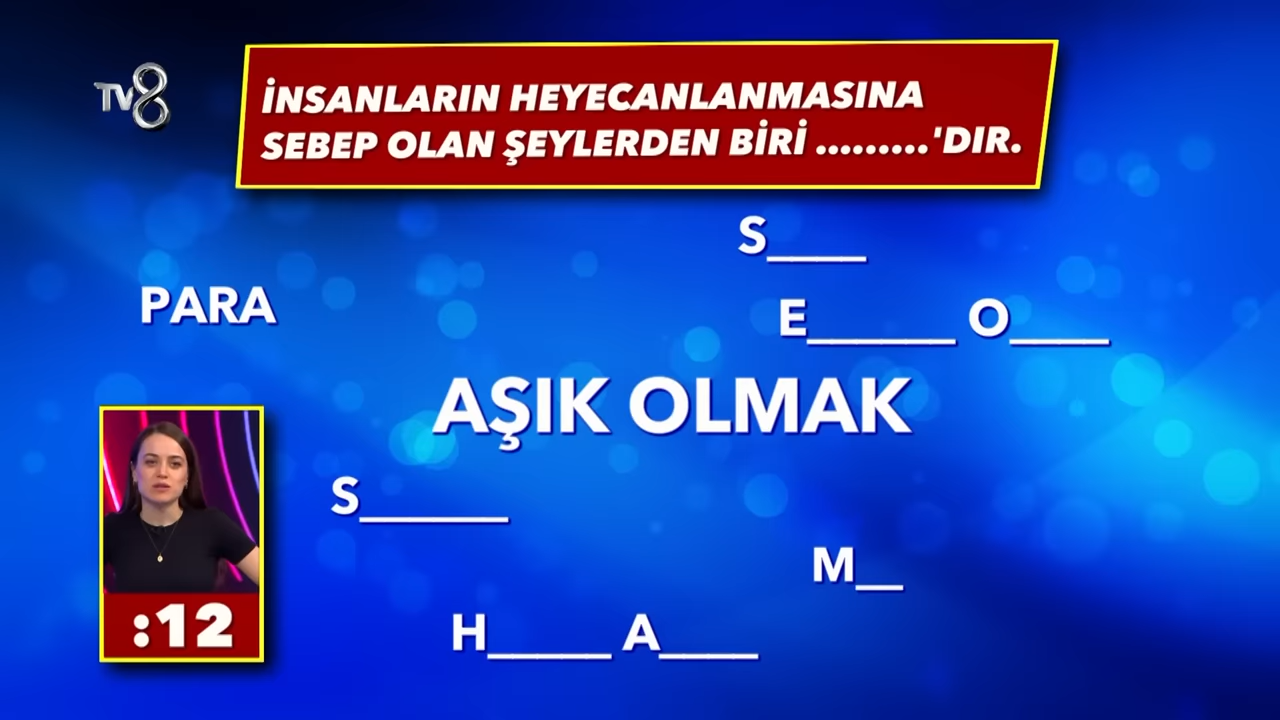 TV8
İNSANLARIN HEYECANLANMASINA
SEBEP OLAN ŞEYLERDEN BİRİ .........'DIR.
S____
PARA
E______ O____
AŞIK OLMAK
S______
M__
H_____ A____
:12